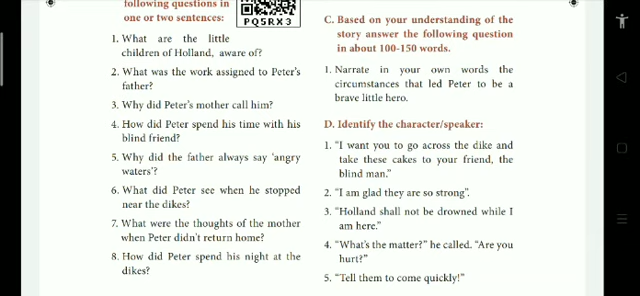 following questions in
one or two sentences:
PQ5RX3
1. What are the little
children of Holland, aware of?
2. What was the work assigned to Peter's
father?
3. Why did Peter's mother call him?
4. How did Peter spend his time with his
blind friend?
5. Why did the father always say 'angry
waters'?
6. What did Peter see when he stopped
near the dikes?
7. What were the thoughts of the mother
when Peter didn't return home?
8. How did Peter spend his night at the
dikes?
C. Based on your understanding of the
story answer the following question
in about 100-150 words.
1. Narrate in your own words the
circumstances that led Peter to be a
brave little hero.
D. Identify the character/speaker:
1. "I want you to go across the dike and
take these cakes to your friend, the
blind man."
2. "I am glad they are so strong".
3. "Holland shall not be drowned while I
am here."
4. "What's the matter?" he called. "Are you
hurt?"
5. "Tell them to come quickly!"